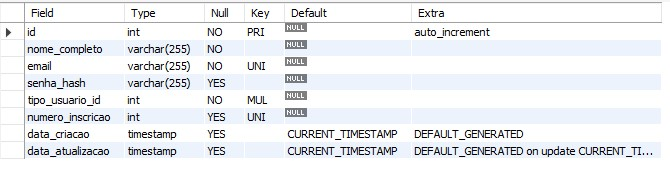 Field Type Null Key Default Extra
id int NO PRI NULL auto_increment
nome_completo varchar(255) NO NULL
email varchar(255) NO UNI NULL
senha_hash varchar(255) YES NULL
tipo_usuario_id int NO MUL NULL
numero_inscricao int YES UNI NULL
data_criacao timestamp YES CURRENT_TIMESTAMP DEFAULT_GENERATED
data_atualizacao timestamp YES CURRENT_TIMESTAMP DEFAULT_GENERATED on update CURRENT_TI...